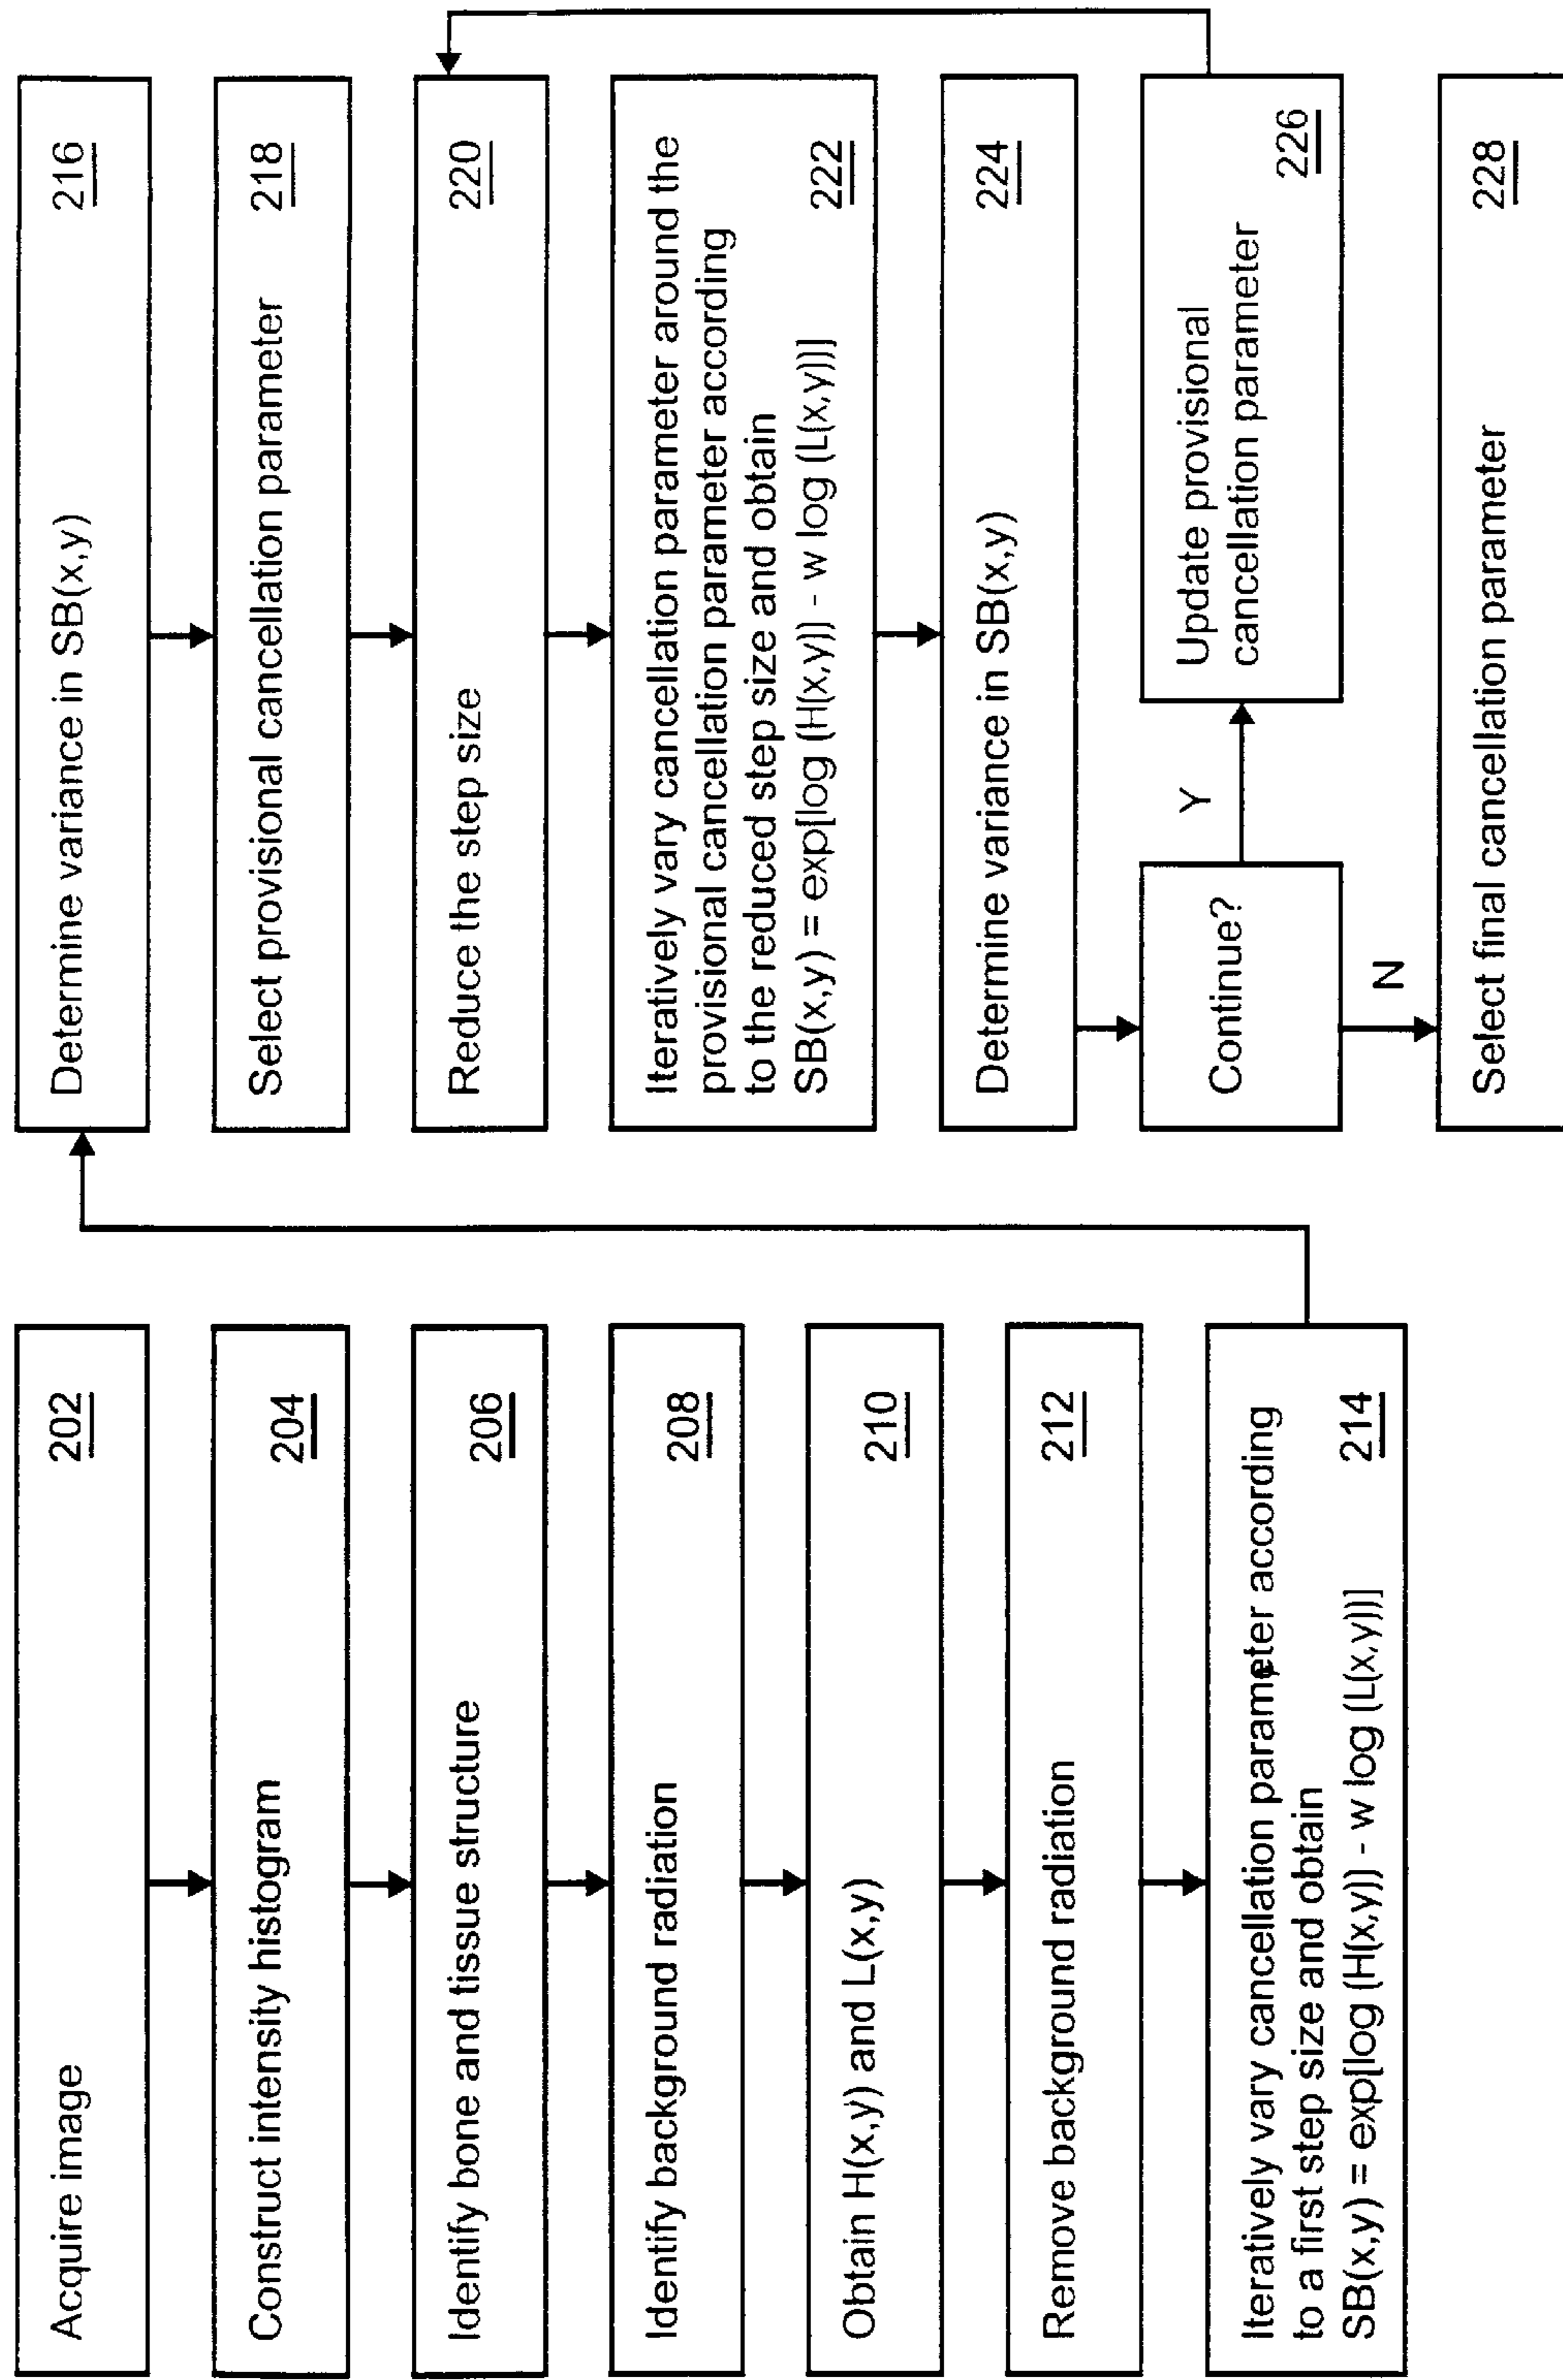 Acquire image 202
Construct intensity histogram 204
Identify bone and tissue structure 206
Identify background radiation 208
Obtain H(x,y) and L(x,y) 210
Remove background radiation 212
Iteratively vary cancellation parameter according
to a first step size and obtain
SB(x,y) = exp[log (H(x,y)) - w log (L(x,y))] 214
Determine variance in SB(x,y) 216
Select provisional cancellation parameter 218
Reduce the step size 220
Iteratively vary cancellation parameter around the
provisional cancellation parameter according
to the reduced step size and obtain
SB(x,y) = exp[log (H(x,y)) - w log (L(x,y))] 222
Determine variance in SB(x,y) 224
Continue?
Y
Update provisional
cancellation parameter
226
N
Select final cancellation parameter 228